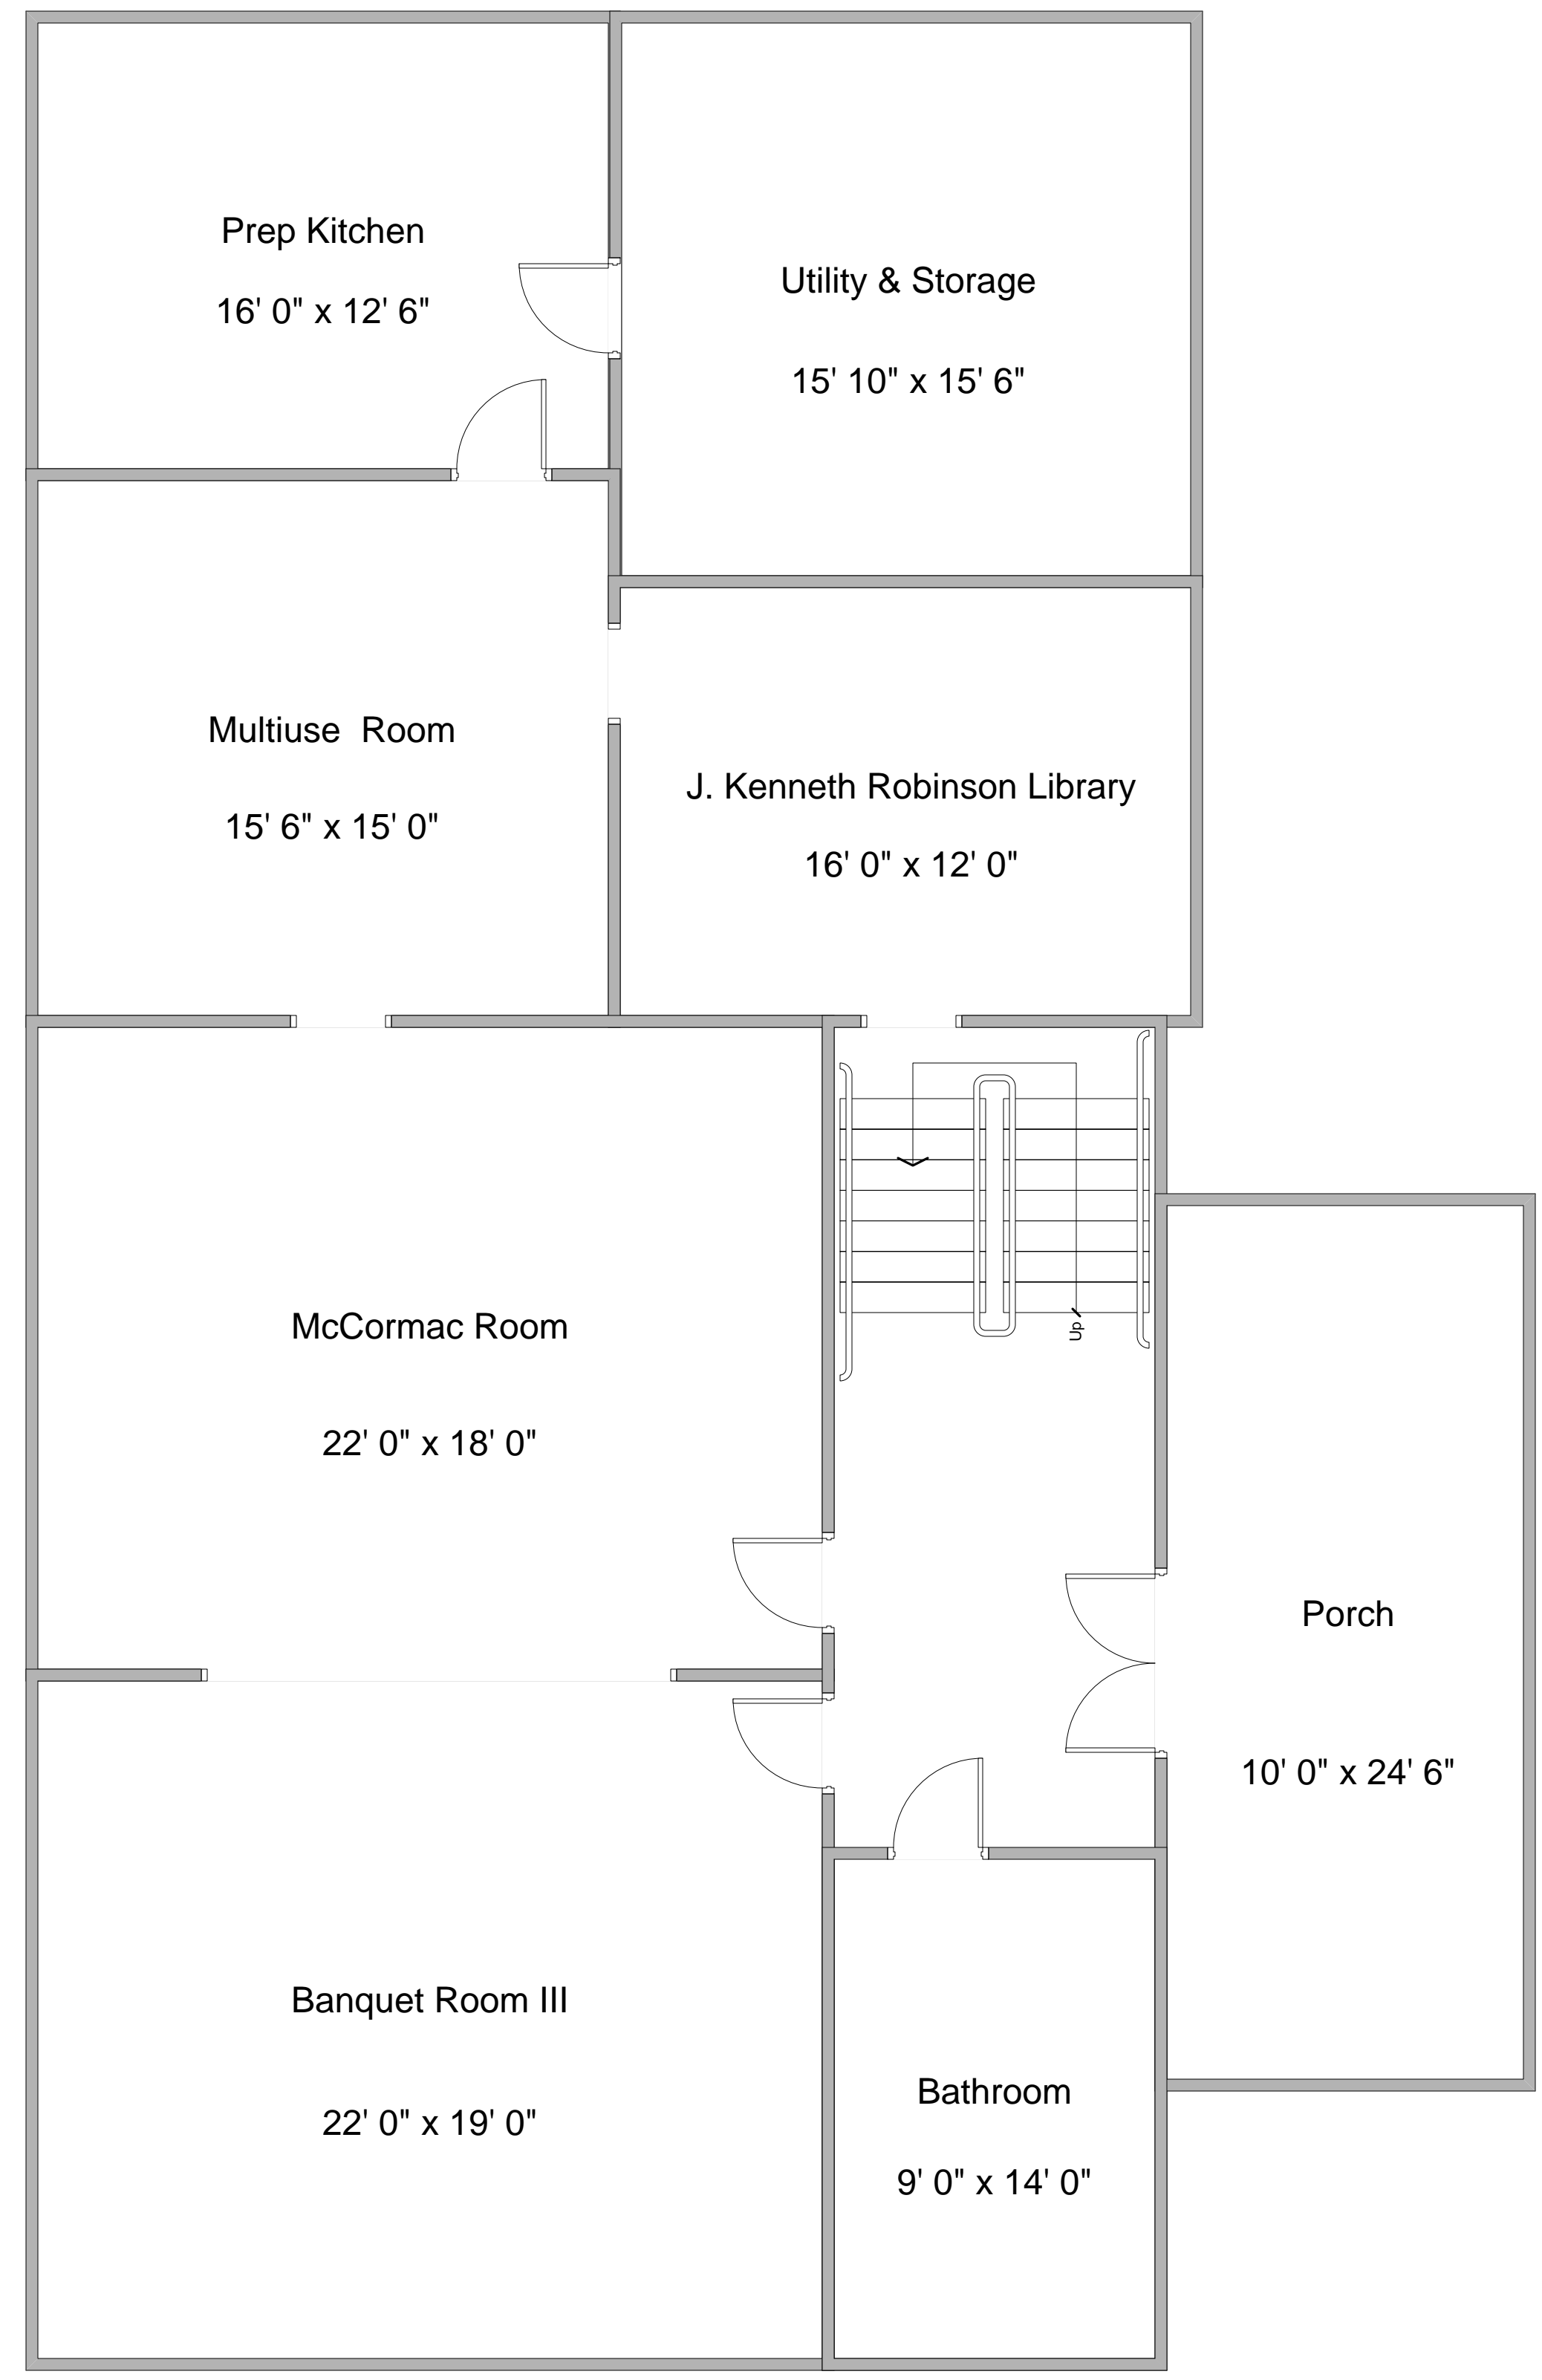 Prep Kitchen
16' 0" x 12' 6"
Utility & Storage
15' 10" x 15' 6"
Multiuse  Room
15' 6" x 15' 0"
J. Kenneth Robinson Library
16' 0" x 12' 0"
McCormac Room
22' 0" x 18' 0"
Up
Porch
10' 0" x 24' 6"
Banquet Room III
22' 0" x 19' 0"
Bathroom
9' 0" x 14' 0"